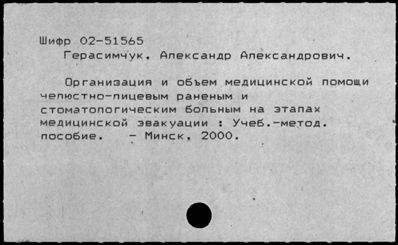 Шифр 02-51565
Герасимчук, Александр Александрович.
Организация и объем медицинской помощи
челюстно-лицевым раненым и
стоматологическим больным на этапах
медицинской эвакуации : Учеб.-метод.
пособие. - Минск, 2000.